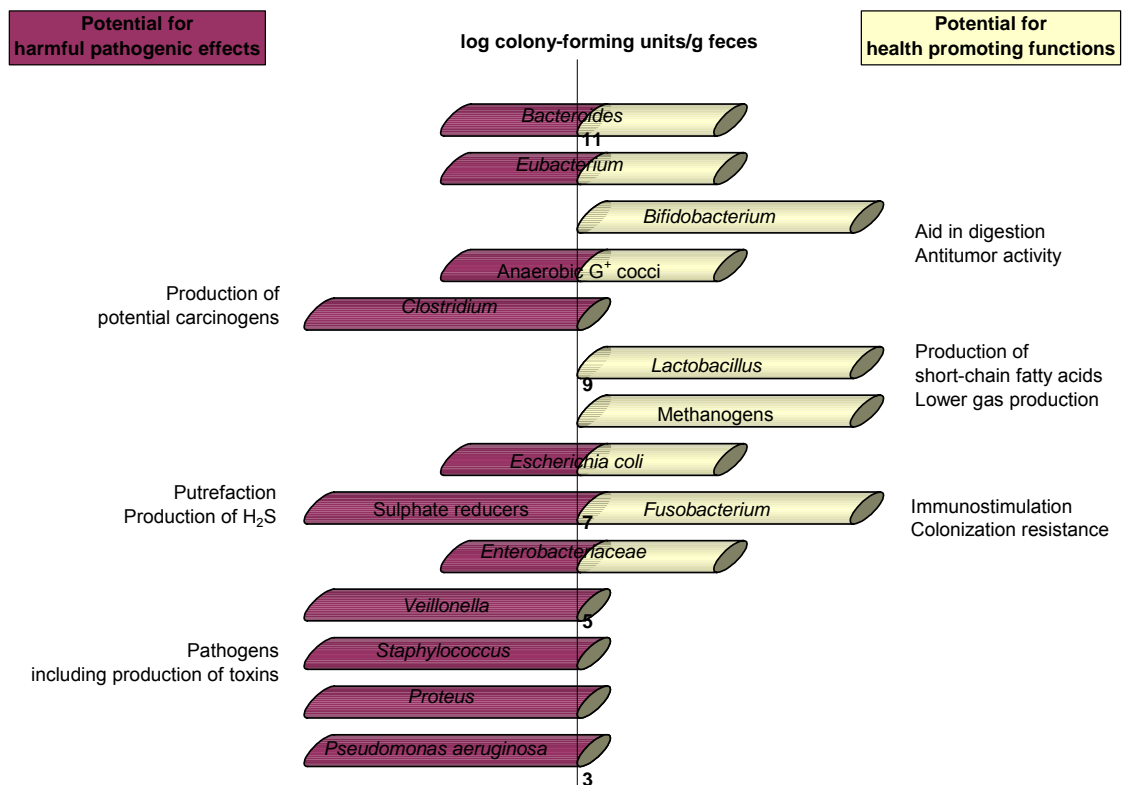 Potential for
harmful pathogenic effects
log colony-forming units/g feces
Potential for
health promoting functions
Bacteroides
11
Eubacterium
Bifidobacterium
Aid in digestion
Antitumor activity
Anaerobic G⁺ cocci
Production of
potential carcinogens
Clostridium
Lactobacillus
9
Production of
short-chain fatty acids
Lower gas production
Methanogens
Escherichia coli
Putrefaction
Production of H₂S
Sulphate reducers
7
Fusobacterium
Immunostimulation
Colonization resistance
Enterobacteriaceae
Veillonella
5
Pathogens
including production of toxins
Staphylococcus
Proteus
Pseudomonas aeruginosa
3